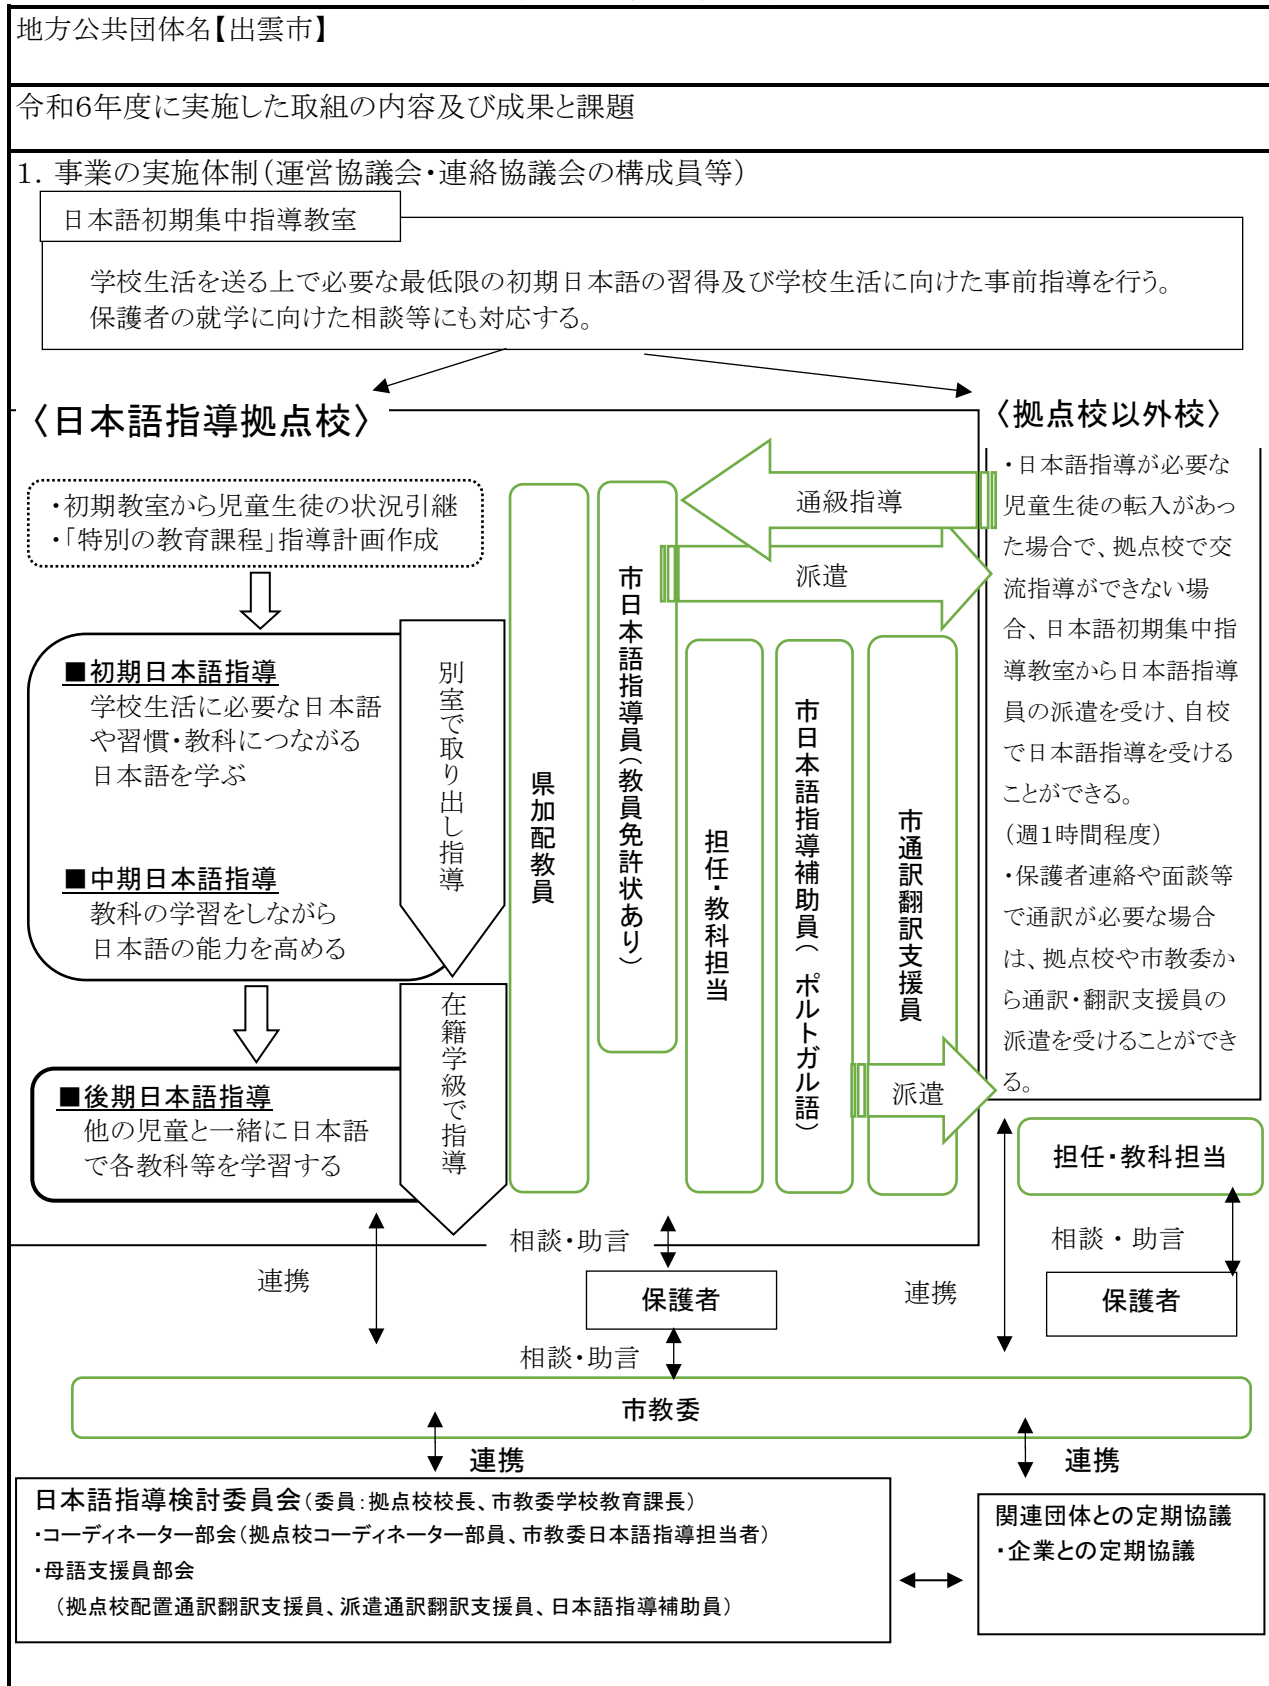 地方公共団体名【出雲市】
令和6年度に実施した取組の内容及び成果と課題
1．事業の実施体制（運営協議会・連絡協議会の構成員等）
日本語初期集中指導教室
学校生活を送る上で必要な最低限の初期日本語の習得及び学校生活に向けた事前指導を行う。
保護者の就学に向けた相談等にも対応する。
〈日本語指導拠点校〉
・初期教室から児童生徒の状況引継
・「特別の教育課程」指導計画作成
■初期日本語指導
学校生活に必要な日本語
や習慣・教科につながる
日本語を学ぶ
■中期日本語指導
教科の学習をしながら
日本語の能力を高める
■後期日本語指導
他の児童と一緒に日本語
で各教科等を学習する
別室で取り出し指導
在籍学級で指導
県加配教員
市日本語指導員（教員免許状あり）
担任・教科担当
市日本語指導補助員（ ポルトガル語）
市通訳翻訳支援員
通級指導
派遣
派遣
〈拠点校以外校〉
・日本語指導が必要な
児童生徒の転入があっ
た場合で、拠点校で交
流指導ができない場
合、日本語初期集中指
導教室から日本語指導
員の派遣を受け、自校
で日本語指導を受ける
ことができる。
（週1時間程度）
・保護者連絡や面談等
で通訳が必要な場合
は、拠点校や市教委か
ら通訳・翻訳支援員の
派遣を受けることができ
る。
担任・教科担当
相談・助言
保護者
連携
相談・助言
保護者
連携
相談・助言
市教委
連携
連携
日本語指導検討委員会（委員：拠点校校長、市教委学校教育課長）
・コーディネーター部会（拠点校コーディネーター部員、市教委日本語指導担当者）
・母語支援員部会
（拠点校配置通訳翻訳支援員、派遣通訳翻訳支援員、日本語指導補助員）
関連団体との定期協議
・企業との定期協議